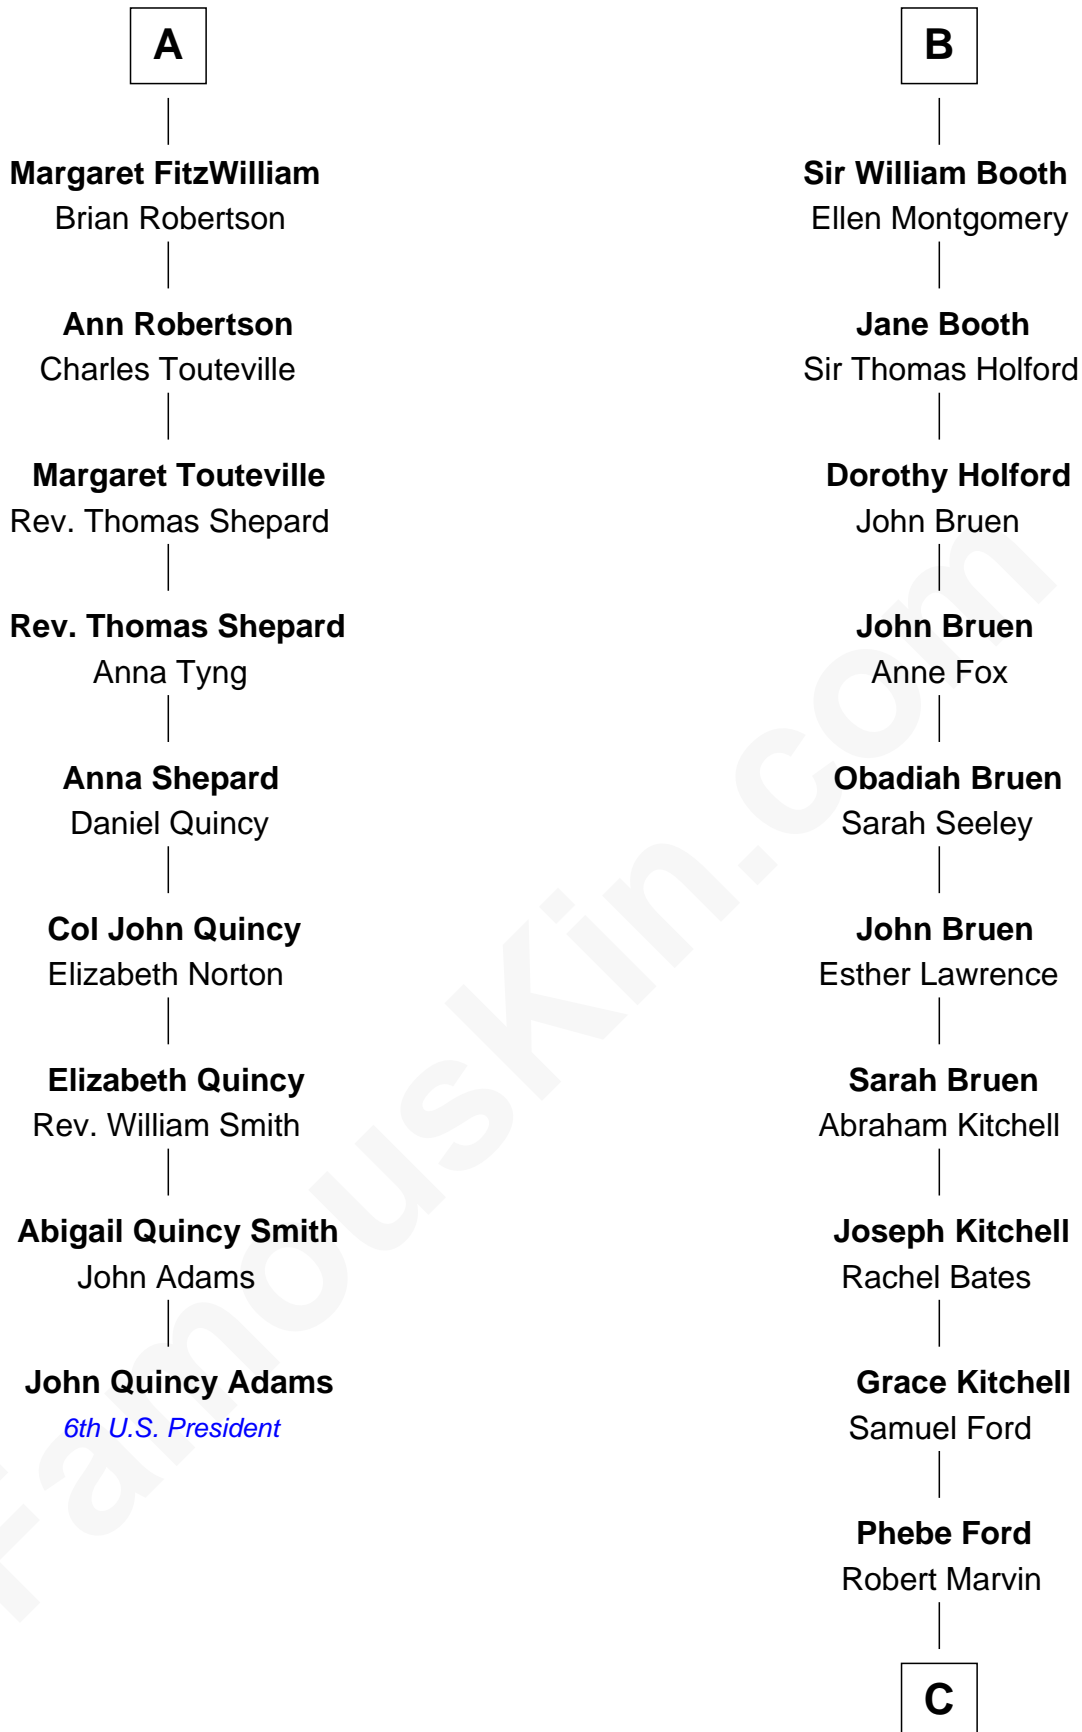 A
Margaret FitzWilliam
Brian Robertson
Ann Robertson
Charles Touteville
Margaret Touteville
Rev. Thomas Shepard
Rev. Thomas Shepard
Anna Tyng
Anna Shepard
Daniel Quincy
Col John Quincy
Elizabeth Norton
Elizabeth Quincy
Rev. William Smith
Abigail Quincy Smith
John Adams
John Quincy Adams
6th U.S. President
B
Sir William Booth
Ellen Montgomery
Jane Booth
Sir Thomas Holford
Dorothy Holford
John Bruen
John Bruen
Anne Fox
Obadiah Bruen
Sarah Seeley
John Bruen
Esther Lawrence
Sarah Bruen
Abraham Kitchell
Joseph Kitchell
Rachel Bates
Grace Kitchell
Samuel Ford
Phebe Ford
Robert Marvin
C
FamousKin.com